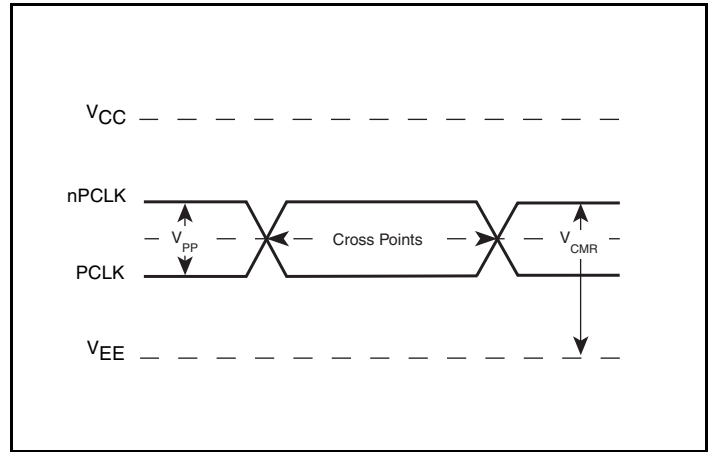 VCC
nPCLK
VPP
Cross Points
VCMR
PCLK
VEE